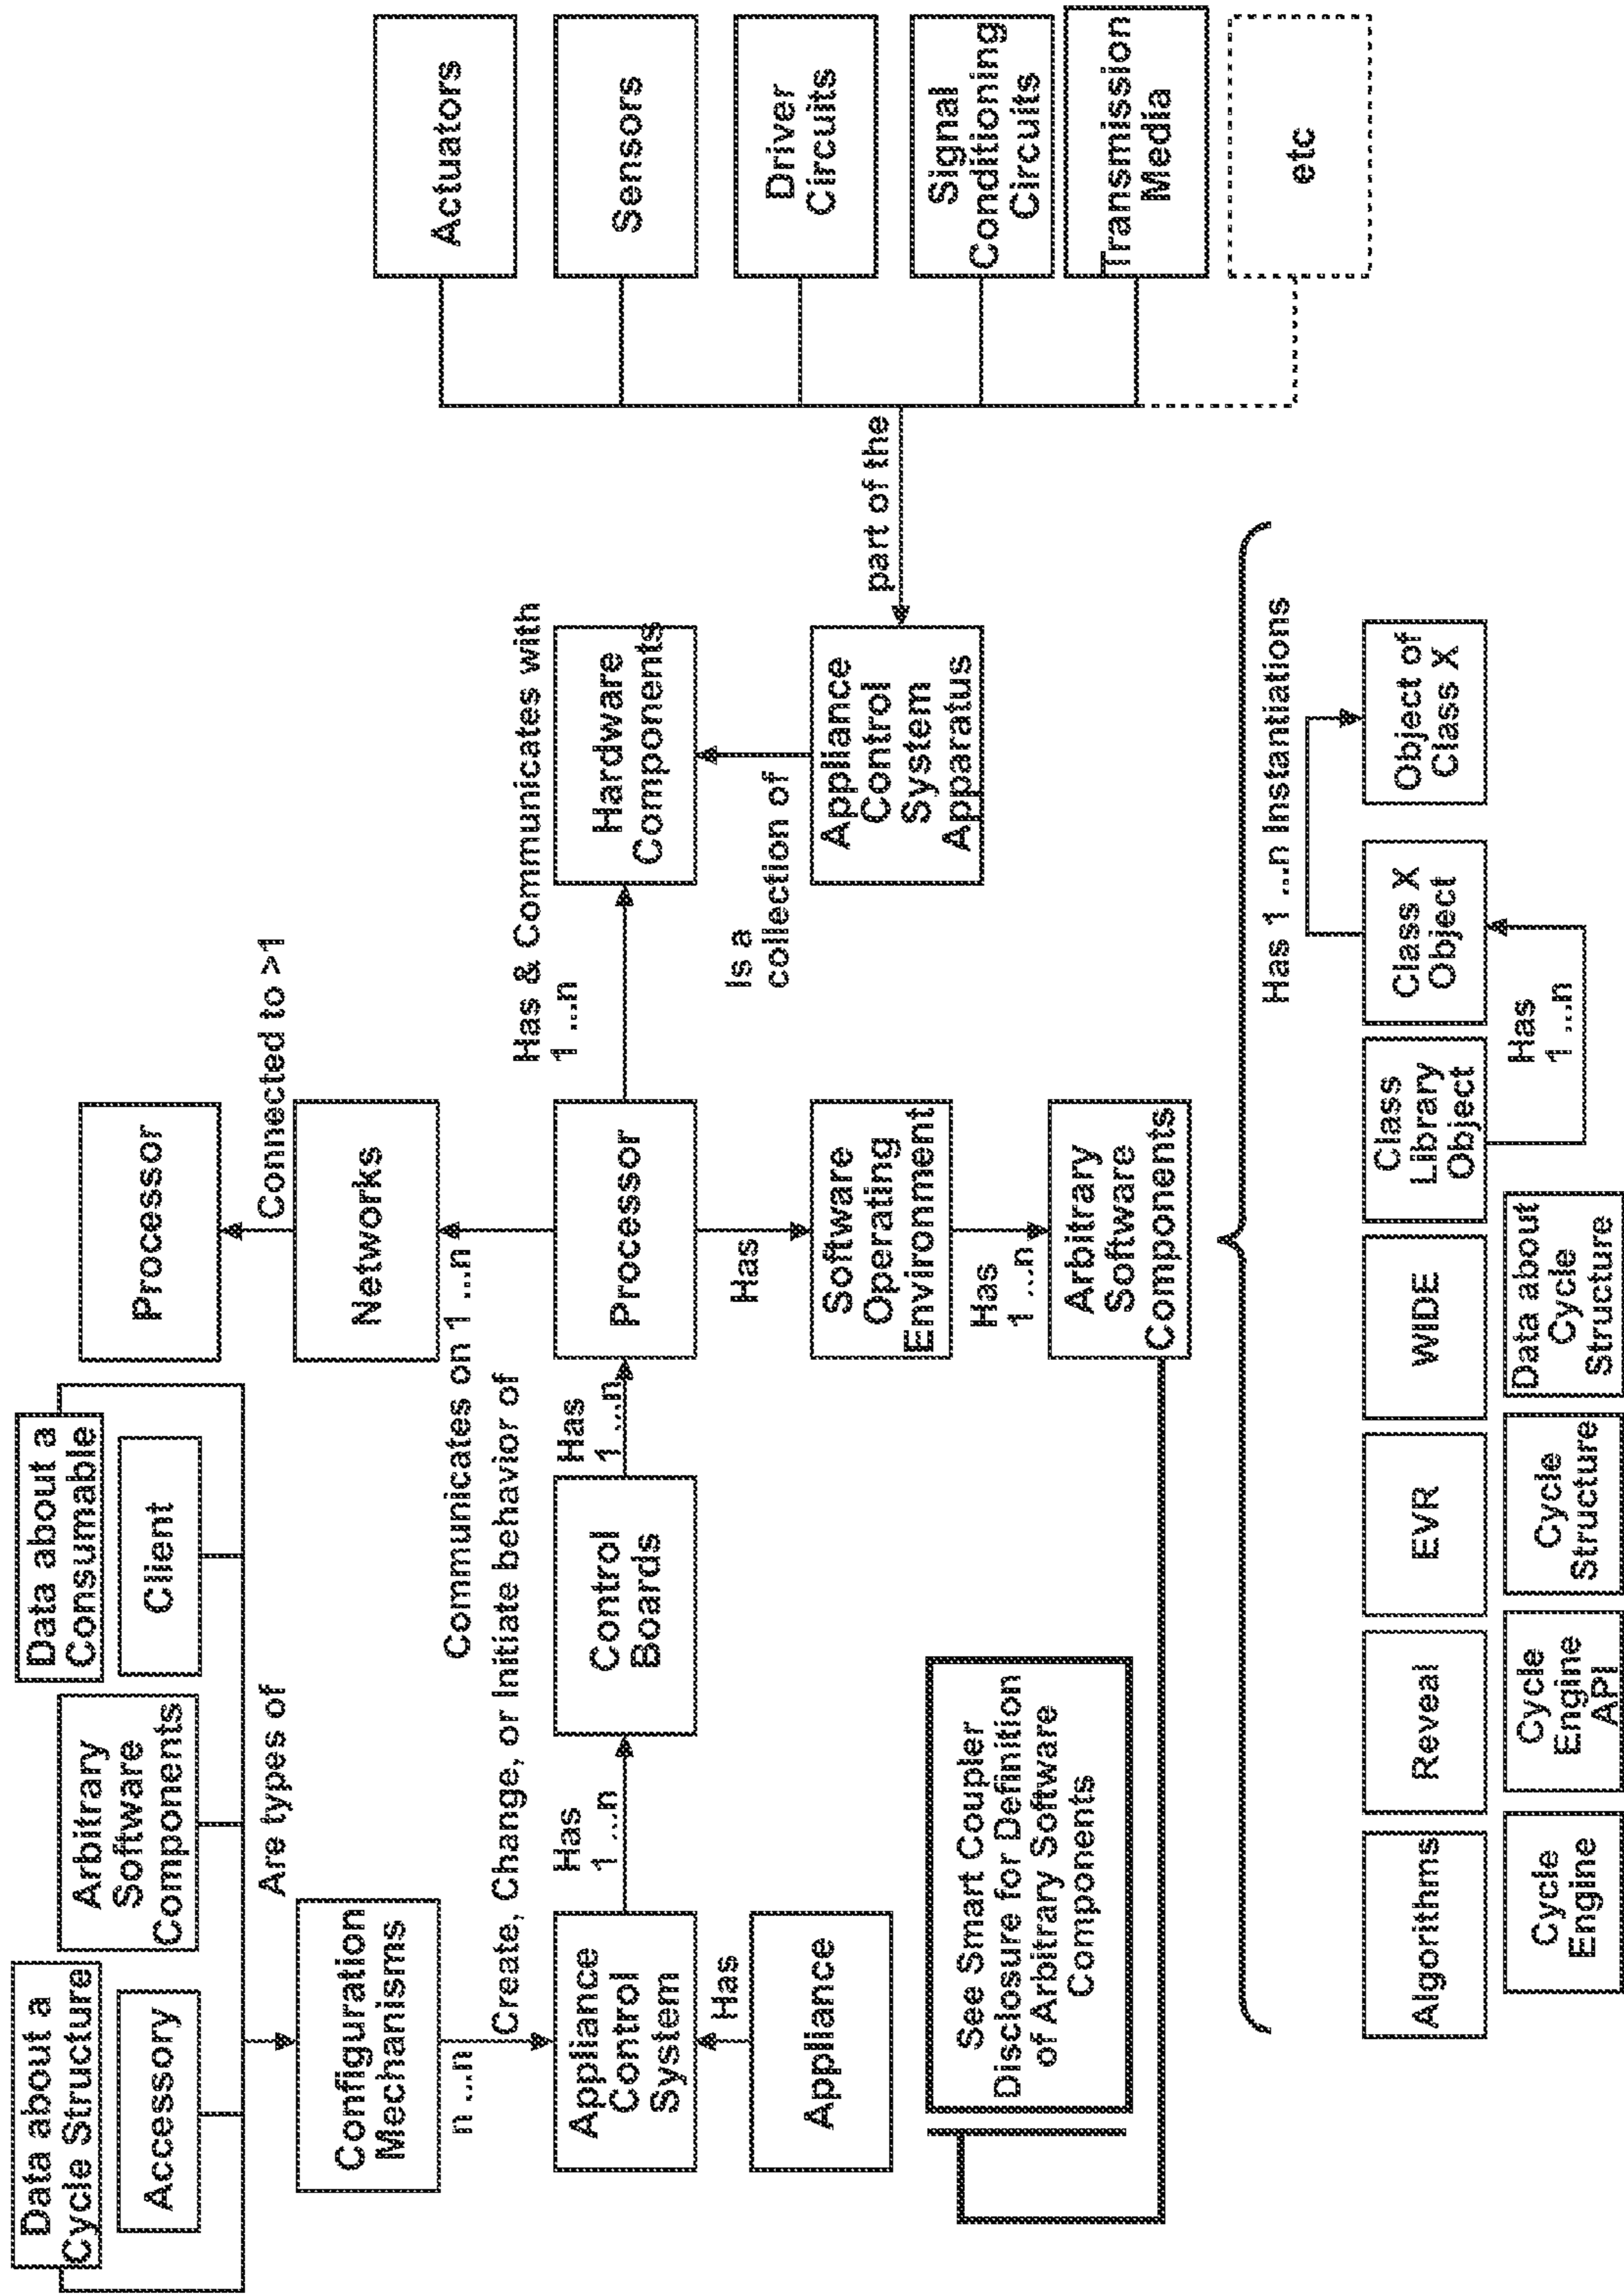 Data about a
Cycle Structure
Accessory
Arbitrary
Software
Components
Data about a
Consumable
Client
Are types of
Configuration
Mechanisms
n ...n
Create, Change, or Initiate behavior of
Communicates on 1 ...n
Processor
Connected to >1
Networks
Appliance
Control
System
Has
1 ...n
Control
Boards
Has
1 ...n
Processor
Has & Communicates with
1 ...n
Hardware
Components
Has
Appliance
Has
Software
Operating
Environment
Is a
collection of
Appliance
Control
System
Apparatus
part of the
Actuators
Sensors
Driver
Circuits
Signal
Conditioning
Circuits
Transmission
Media
etc
Has
1 ...n
Arbitrary
Software
Components
See Smart Coupler
Disclosure for Definition
of Arbitrary Software
Components
Has 1 ...n Instantiations
Algorithms
Reveal
EVR
WIDE
Class
Library
Object
Class X
Object
Object of
Class X
Has
1 ...n
Cycle
Engine
Cycle
Engine
API
Cycle
Structure
Data about
Cycle
Structure